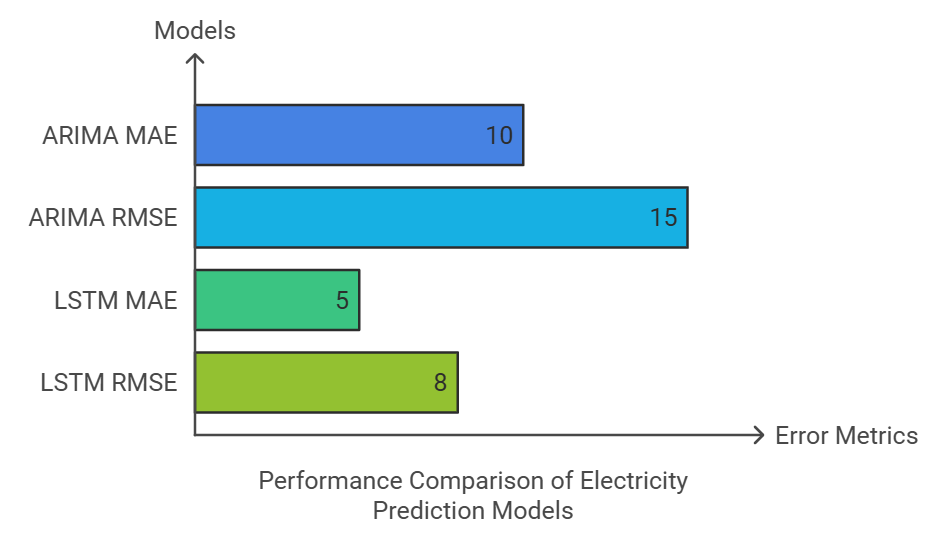 Models
ARIMA MAE
10
ARIMA RMSE
15
LSTM MAE
5
LSTM RMSE
8
Error Metrics
Performance Comparison of Electricity
Prediction Models